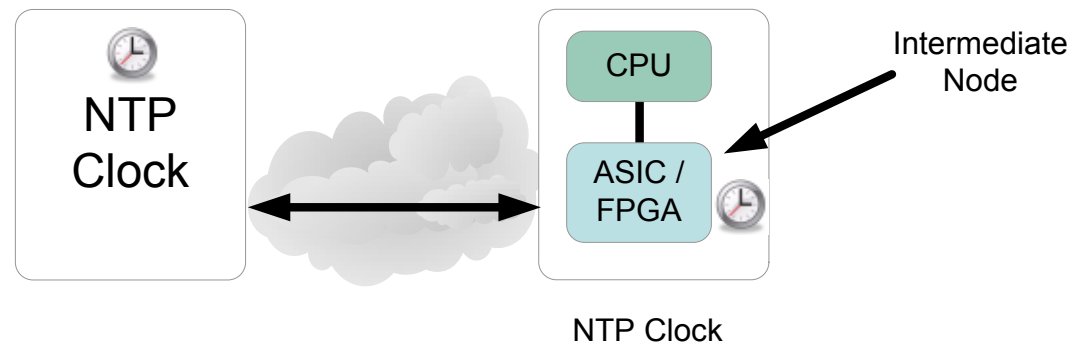 NTP
Clock
CPU
ASIC /
FPGA
Intermediate
Node
NTP Clock